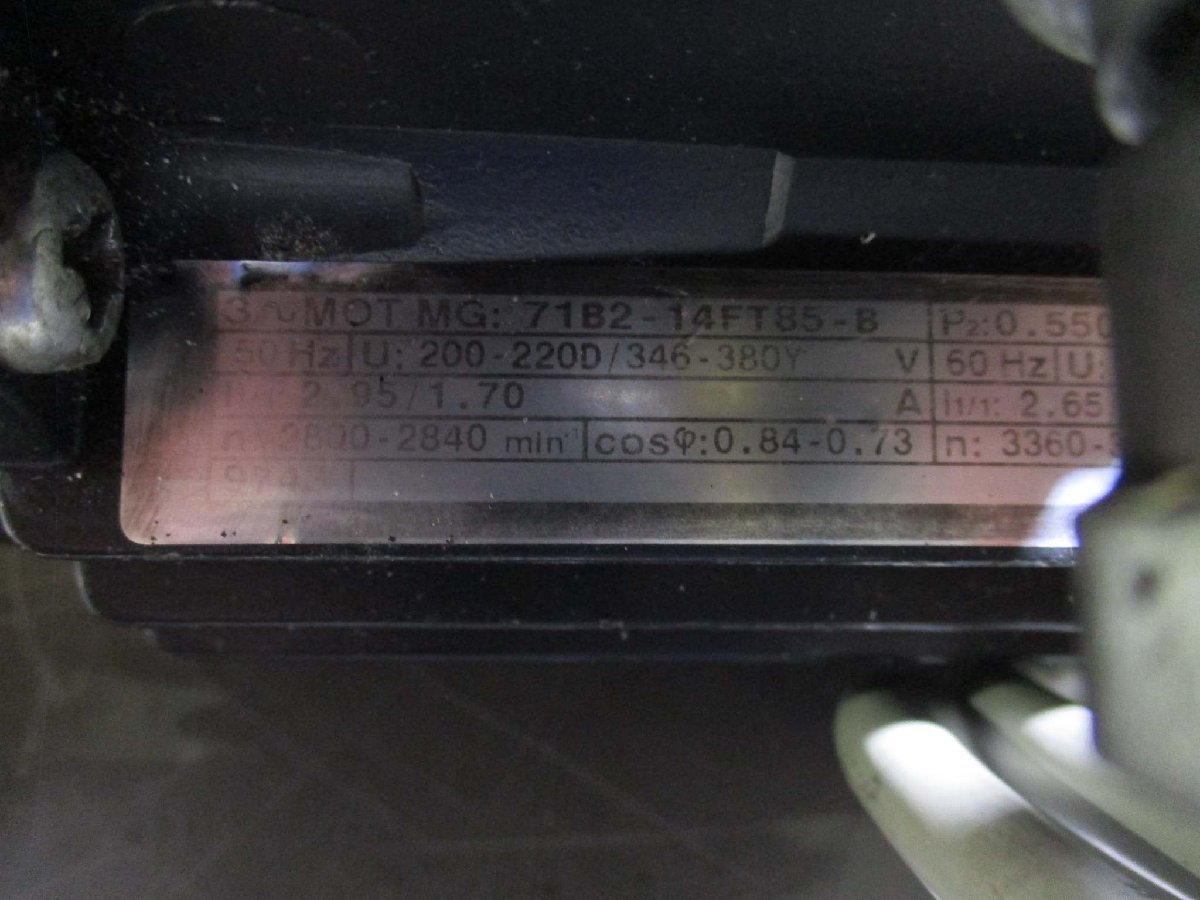 3∼MOT MG: 71B2-14FT85-B P2:0.550
50 Hz U: 200-220D/346-380Y V 60 Hz U:
2.95/1.70 A I1/1: 2.65
n: 2800-2840 min⁻¹ cosφ:0.84-0.73 n: 3360-